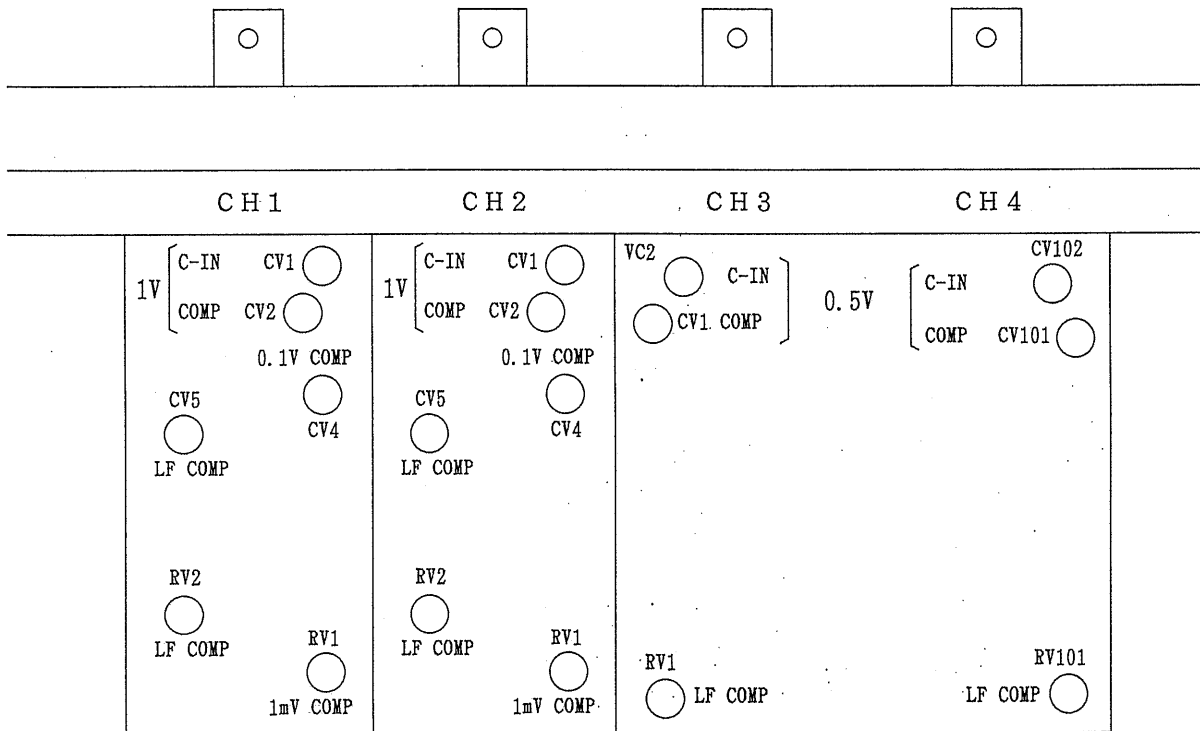 CH1 CH2 CH3 CH4
1V C-IN CV1
COMP CV2
0.1V COMP
CV4
CV5
LF COMP
RV2
LF COMP
RV1
1mV COMP
1V C-IN CV1
COMP CV2
0.1V COMP
CV4
CV5
LF COMP
RV2
LF COMP
RV1
1mV COMP
VC2
C-IN
CV1 COMP
0.5V
CV102
C-IN
COMP CV101
RV1
LF COMP
RV101
LF COMP